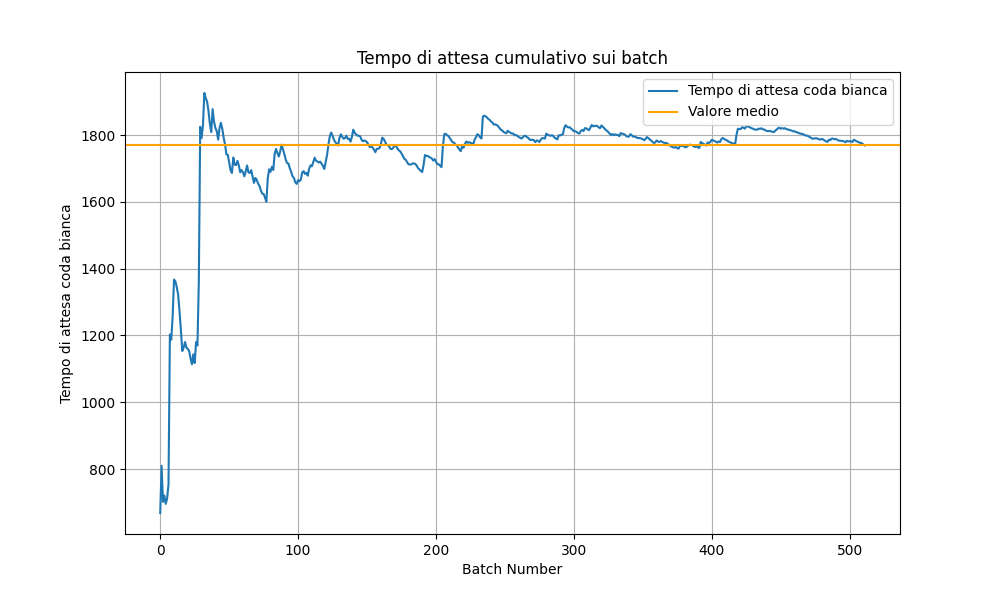 Tempo di attesa cumulativo sui batch
Tempo di attesa coda bianca
Valore medio
Tempo di attesa coda bianca
1800
1600
1400
1200
1000
800
0 100 200 300 400 500
Batch Number